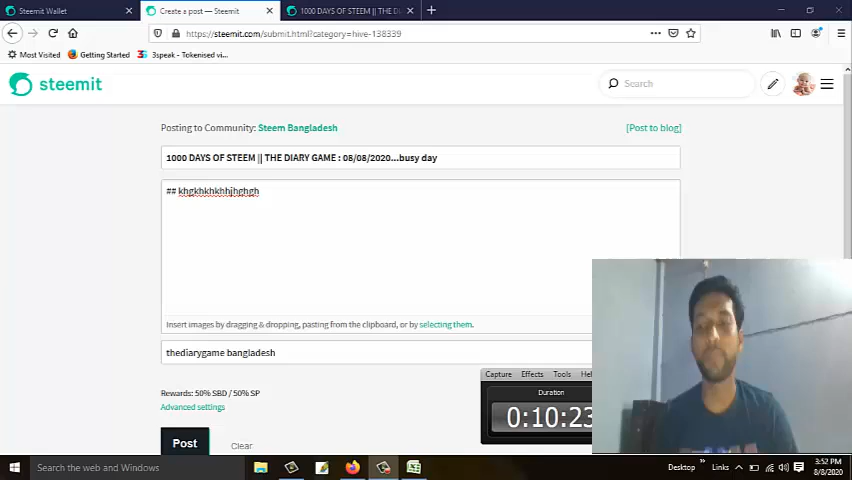 Steemit Wallet
Create a post — Steemit
1000 DAYS OF STEEM || THE DI
https://steemit.com/submit.html?category=hive-138339
Most Visited
Getting Started
3speak - Tokenised vi...
steemit
Search
Posting to Community: Steem Bangladesh
[Post to blog]
1000 DAYS OF STEEM || THE DIARY GAME : 08/08/2020...busy day
## khgkhkhkhhjhghgh
Insert images by dragging & dropping, pasting from the clipboard, or by selecting them.
thediarygame bangladesh
Capture Effects Tools Hel
Duration
0:10:23
Rewards: 50% SBD / 50% SP
Advanced settings
Post
Clear
Search the web and Windows
Desktop
Links
3:52 PM
8/8/2020